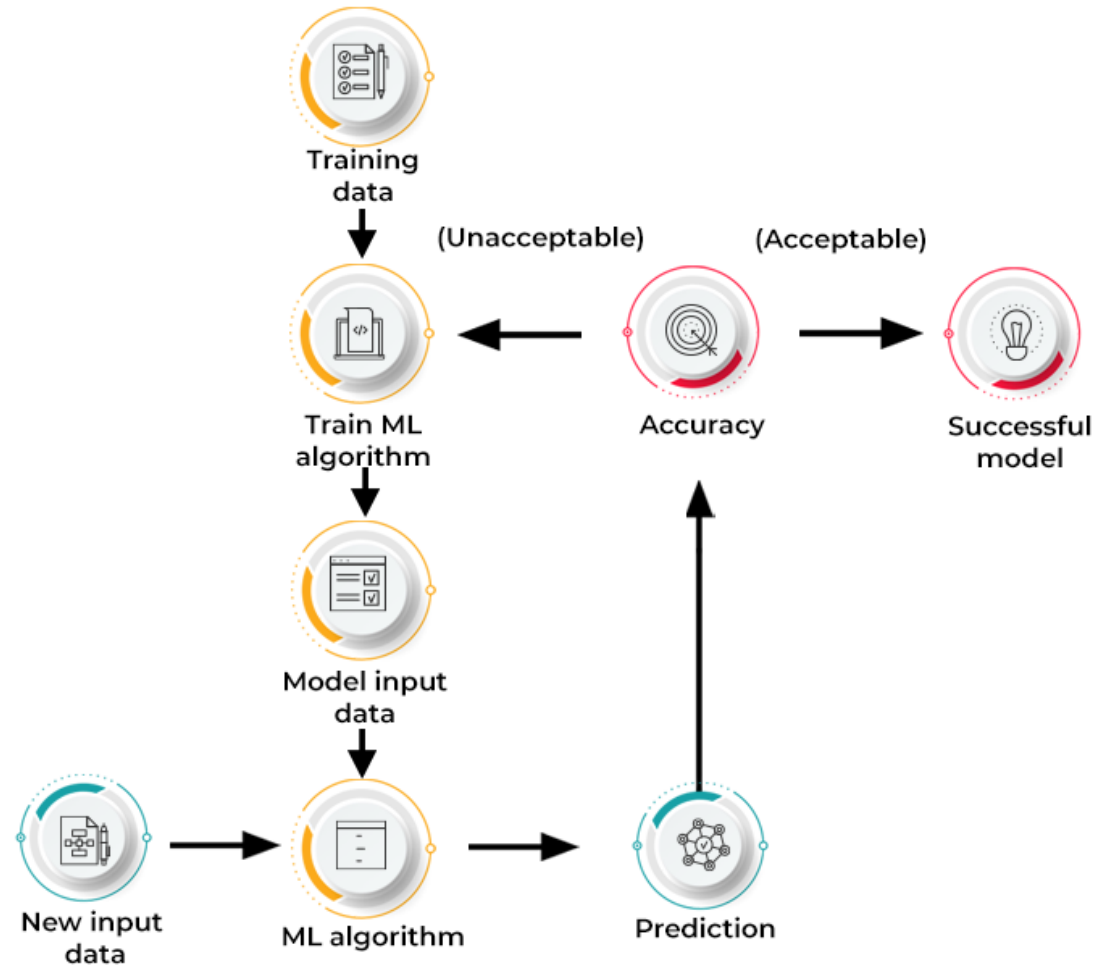 Training
data
(Unacceptable)
(Acceptable)
</>
Train ML
algorithm
Accuracy
Successful
model
Model input
data
New input
data
ML algorithm
Prediction